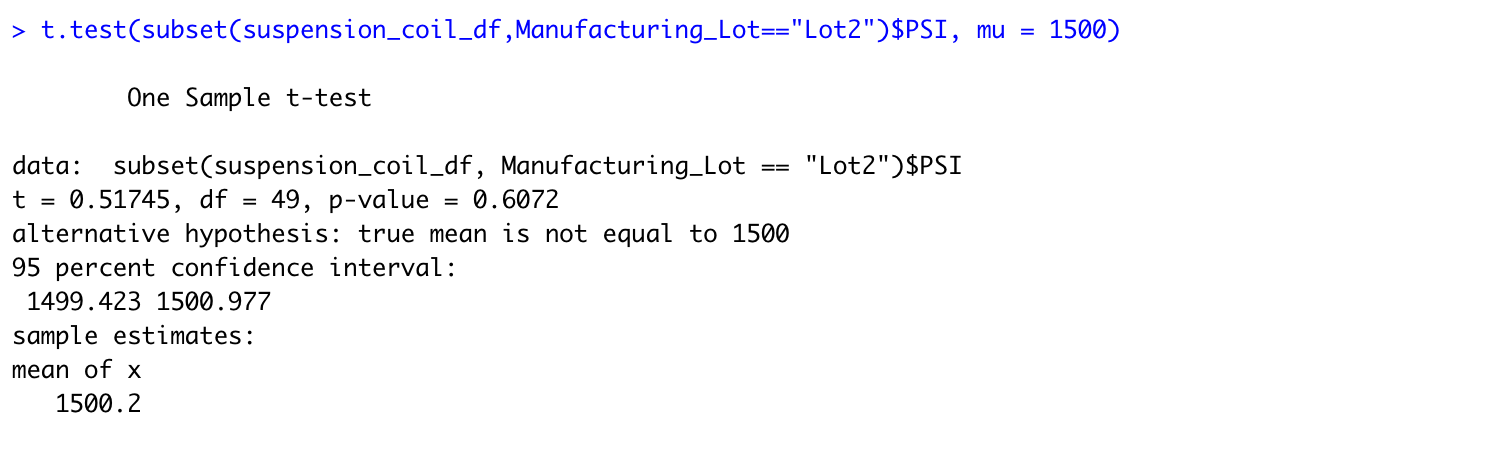 > t.test(subset(suspension_coil_df,Manufacturing_Lot=="Lot2")$PSI, mu = 1500)
One Sample t-test
data:  subset(suspension_coil_df, Manufacturing_Lot == "Lot2")$PSI
t = 0.51745, df = 49, p-value = 0.6072
alternative hypothesis: true mean is not equal to 1500
95 percent confidence interval:
 1499.423 1500.977
sample estimates:
mean of x
   1500.2